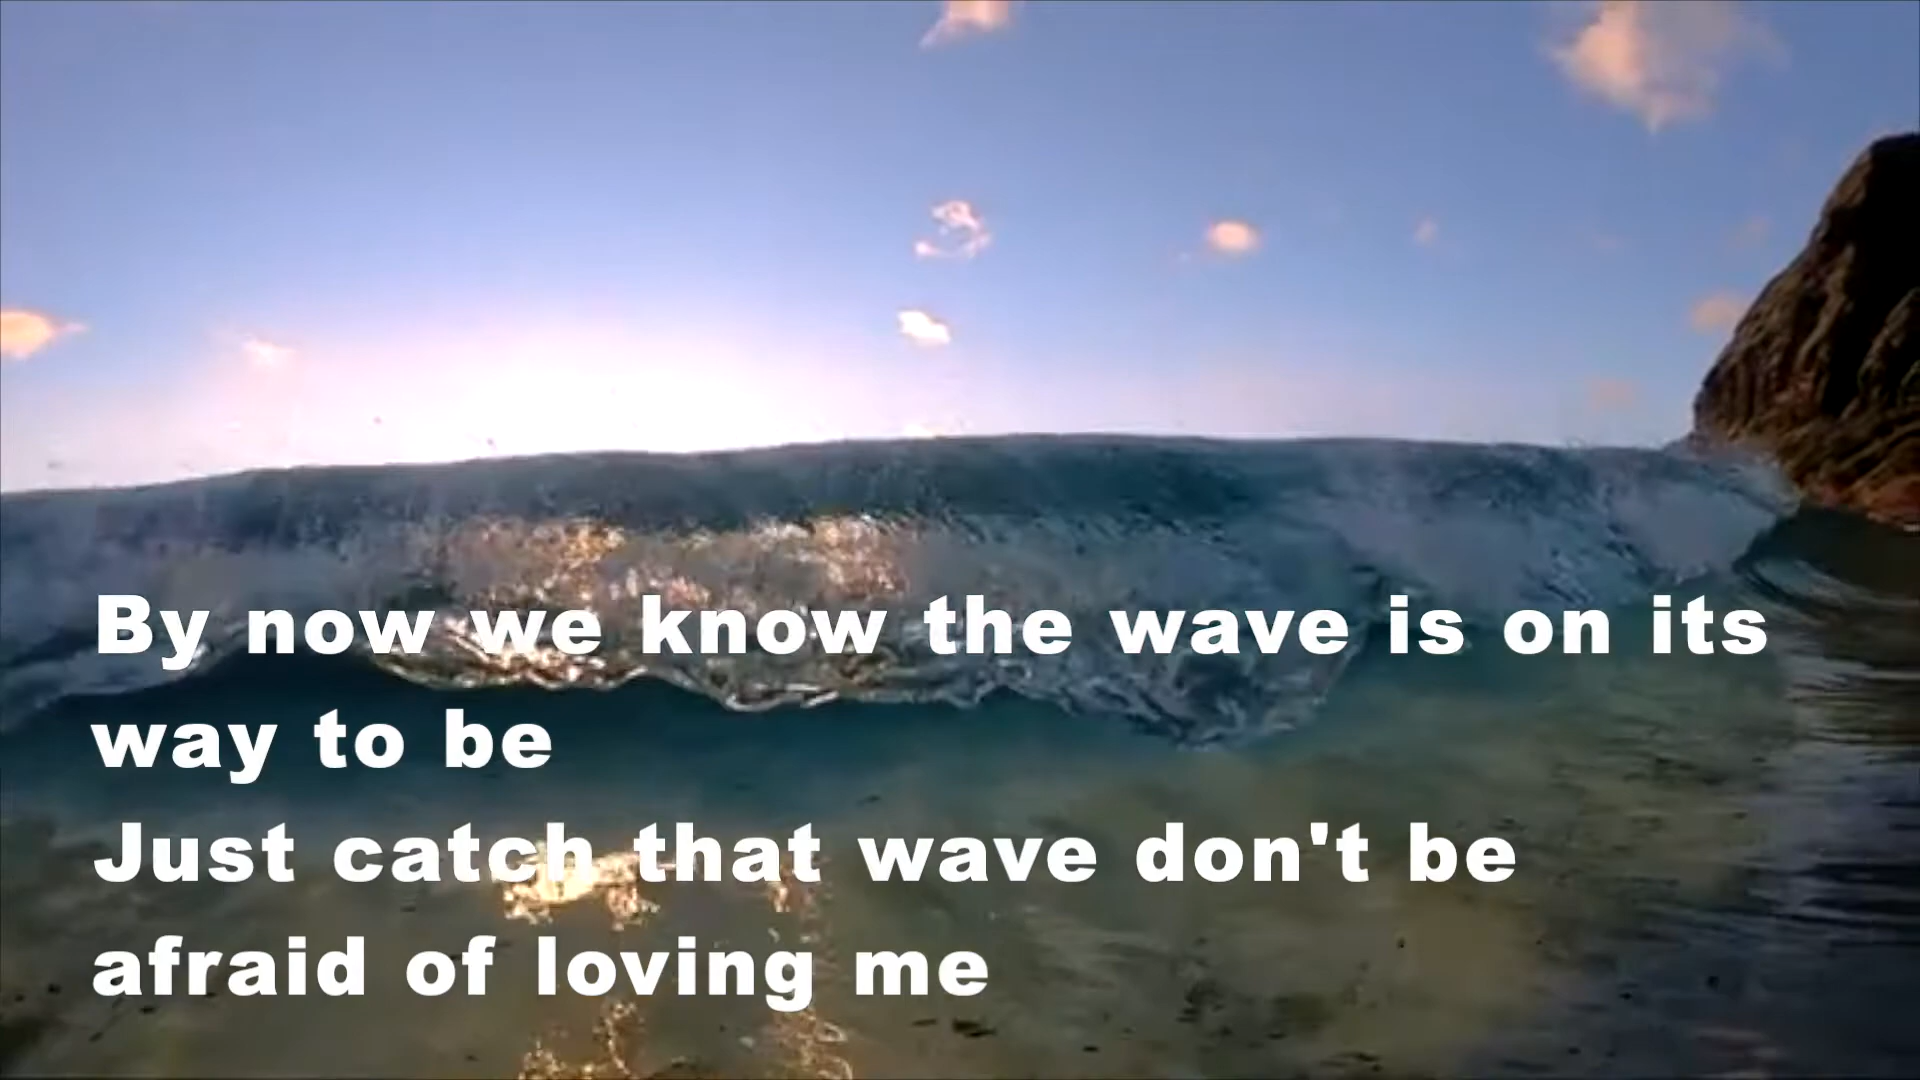 By now we know the wave is on its
way to be
Just catch that wave don't be
afraid of loving me